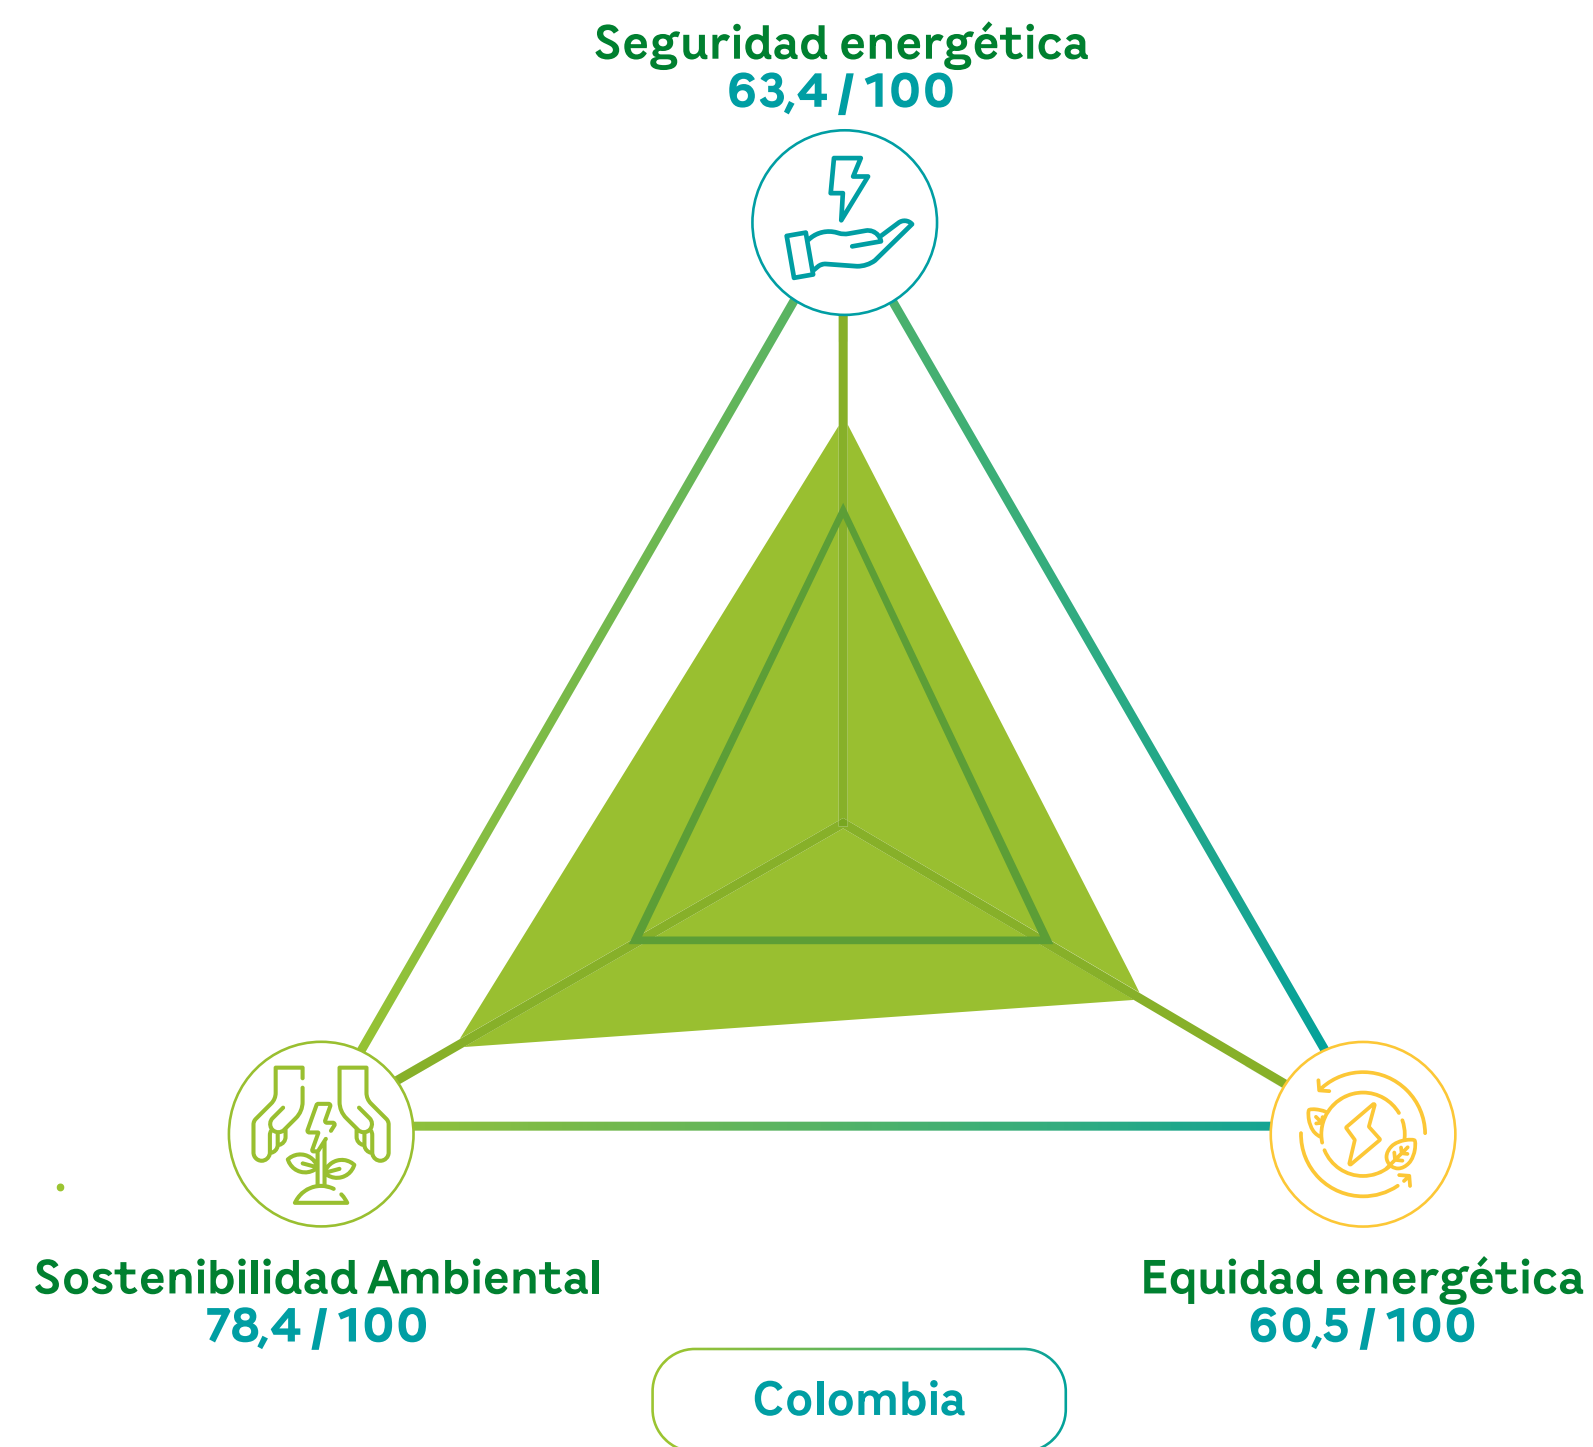 Seguridad energética
63,4 / 100
Sostenibilidad Ambiental
78,4 / 100
Equidad energética
60,5 / 100
Colombia